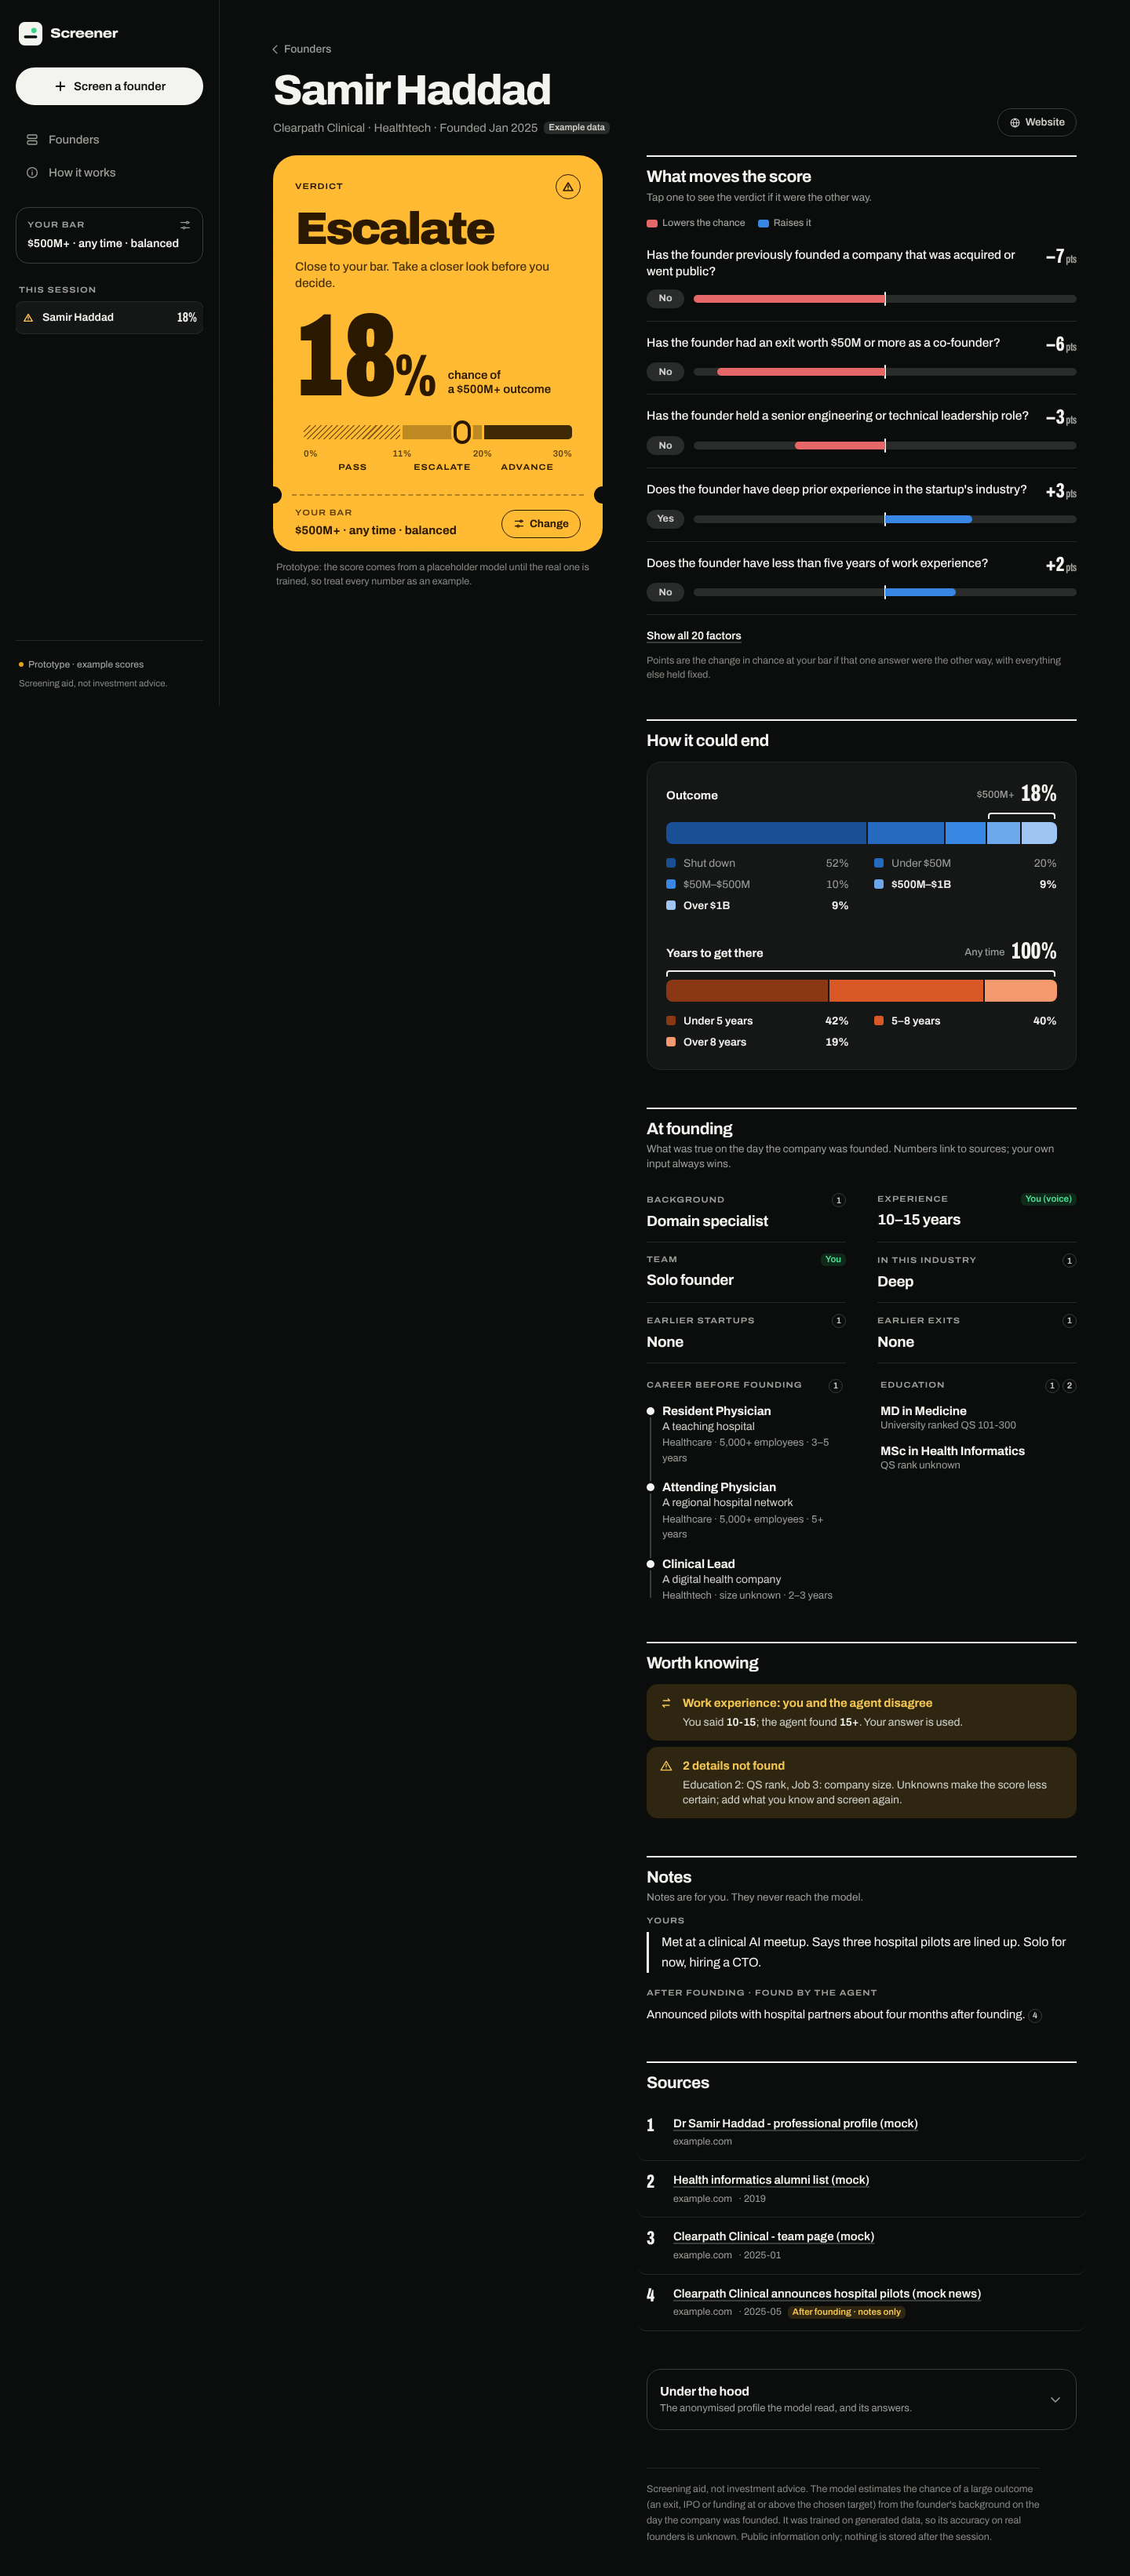 Screener
Screen a founder
Founders
How it works
YOUR BAR
$500M+ · any time · balanced
THIS SESSION
Samir Haddad 18%
Prototype · example scores
Screening aid, not investment advice.
Founders
Samir Haddad
Clearpath Clinical · Healthtech · Founded Jan 2025 Example data
Website
VERDICT
Escalate
Close to your bar. Take a closer look before you
decide.
18%
chance of
a $500M+ outcome
0% 11% 20% 30%
PASS ESCALATE ADVANCE
YOUR BAR
$500M+ · any time · balanced
Change
Prototype: the score comes from a placeholder model until the real one is
trained, so treat every number as an example.
What moves the score
Tap one to see the verdict if it were the other way.
Lowers the chance Raises it
Has the founder previously founded a company that was acquired or
went public?
−7 pts
No
Has the founder had an exit worth $50M or more as a co-founder?
−6 pts
No
Has the founder held a senior engineering or technical leadership role?
−3 pts
No
Does the founder have deep prior experience in the startup's industry?
+3 pts
Yes
Does the founder have less than five years of work experience?
+2 pts
No
Show all 20 factors
Points are the change in chance at your bar if that one answer were the other way, with everything
else held fixed.
How it could end
Outcome $500M+ 18%
Shut down 52% Under $50M 20%
$50M–$500M 10% $500M–$1B 9%
Over $1B 9%
Years to get there Any time 100%
Under 5 years 42% 5–8 years 40%
Over 8 years 19%
At founding
What was true on the day the company was founded. Numbers link to sources; your own
input always wins.
BACKGROUND 1
Domain specialist
EXPERIENCE You (voice)
10–15 years
TEAM You
Solo founder
IN THIS INDUSTRY 1
Deep
EARLIER STARTUPS 1
None
EARLIER EXITS 1
None
CAREER BEFORE FOUNDING 1
Resident Physician
A teaching hospital
Healthcare · 5,000+ employees · 3–5
years
Attending Physician
A regional hospital network
Healthcare · 5,000+ employees · 5+
years
Clinical Lead
A digital health company
Healthtech · size unknown · 2–3 years
EDUCATION 1 2
MD in Medicine
University ranked QS 101-300
MSc in Health Informatics
QS rank unknown
Worth knowing
Work experience: you and the agent disagree
You said 10-15; the agent found 15+. Your answer is used.
2 details not found
Education 2: QS rank, Job 3: company size. Unknowns make the score less
certain; add what you know and screen again.
Notes
Notes are for you. They never reach the model.
YOURS
Met at a clinical AI meetup. Says three hospital pilots are lined up. Solo for
now, hiring a CTO.
AFTER FOUNDING · FOUND BY THE AGENT
Announced pilots with hospital partners about four months after founding. 4
Sources
1 Dr Samir Haddad - professional profile (mock)
example.com
2 Health informatics alumni list (mock)
example.com · 2019
3 Clearpath Clinical - team page (mock)
example.com · 2025-01
4 Clearpath Clinical announces hospital pilots (mock news)
example.com · 2025-05 After founding · notes only
Under the hood
The anonymised profile the model read, and its answers.
Screening aid, not investment advice. The model estimates the chance of a large outcome
(an exit, IPO or funding at or above the chosen target) from the founder's background on the
day the company was founded. It was trained on generated data, so its accuracy on real
founders is unknown. Public information only; nothing is stored after the session.